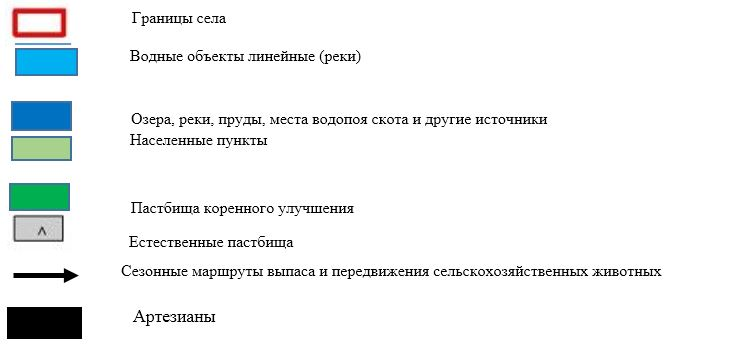 Границы села
Водные объекты линейные (реки)
Озера, реки, пруды, места водопоя скота и другие источники
Населенные пункты
Пастбища коренного улучшения
Естественные пастбища
Сезонные маршруты выпаса и передвижения сельскохозяйственных животных
Артезианы